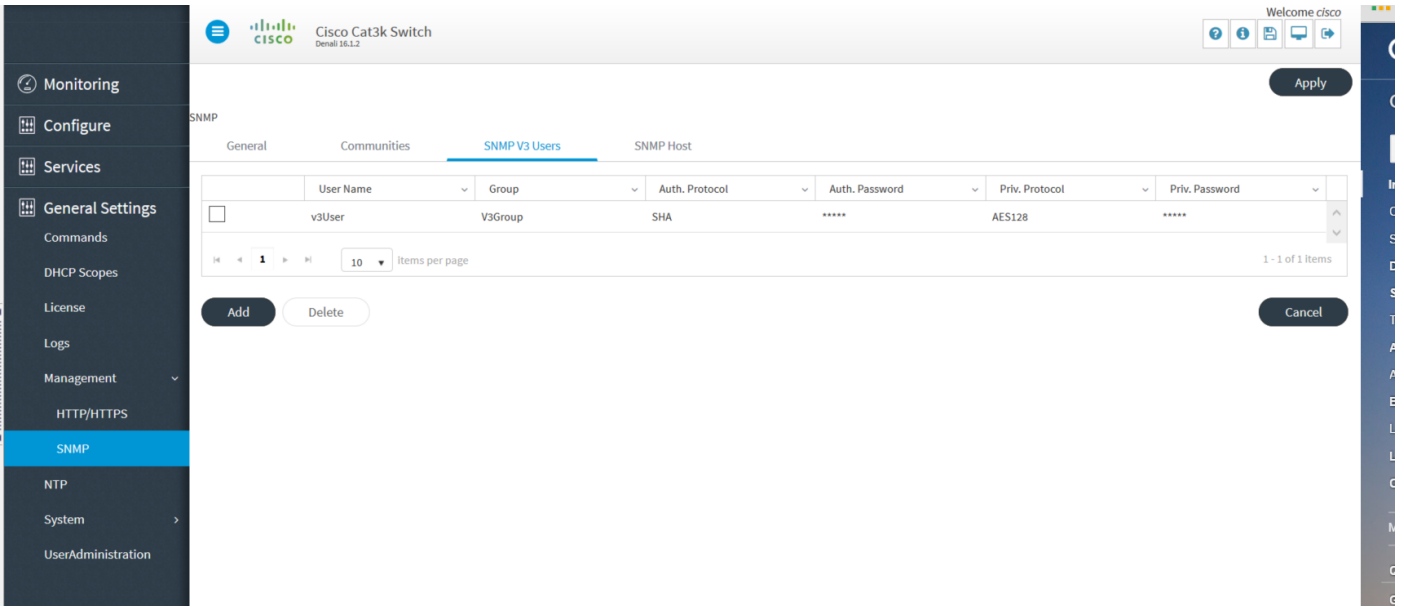 Welcome cisco
CISCO
Cisco Cat3k Switch
Denali 16.1.2
Monitoring
Configure
Services
General Settings
Commands
DHCP Scopes
License
Logs
Management
HTTP/HTTPS
SNMP
NTP
System
UserAdministration
Apply
SNMP
General Communities SNMP V3 Users SNMP Host
User Name Group Auth. Protocol Auth. Password Priv. Protocol Priv. Password
v3User V3Group SHA ***** AES128 *****
1 10 items per page 1 - 1 of 1 items
Add Delete Cancel